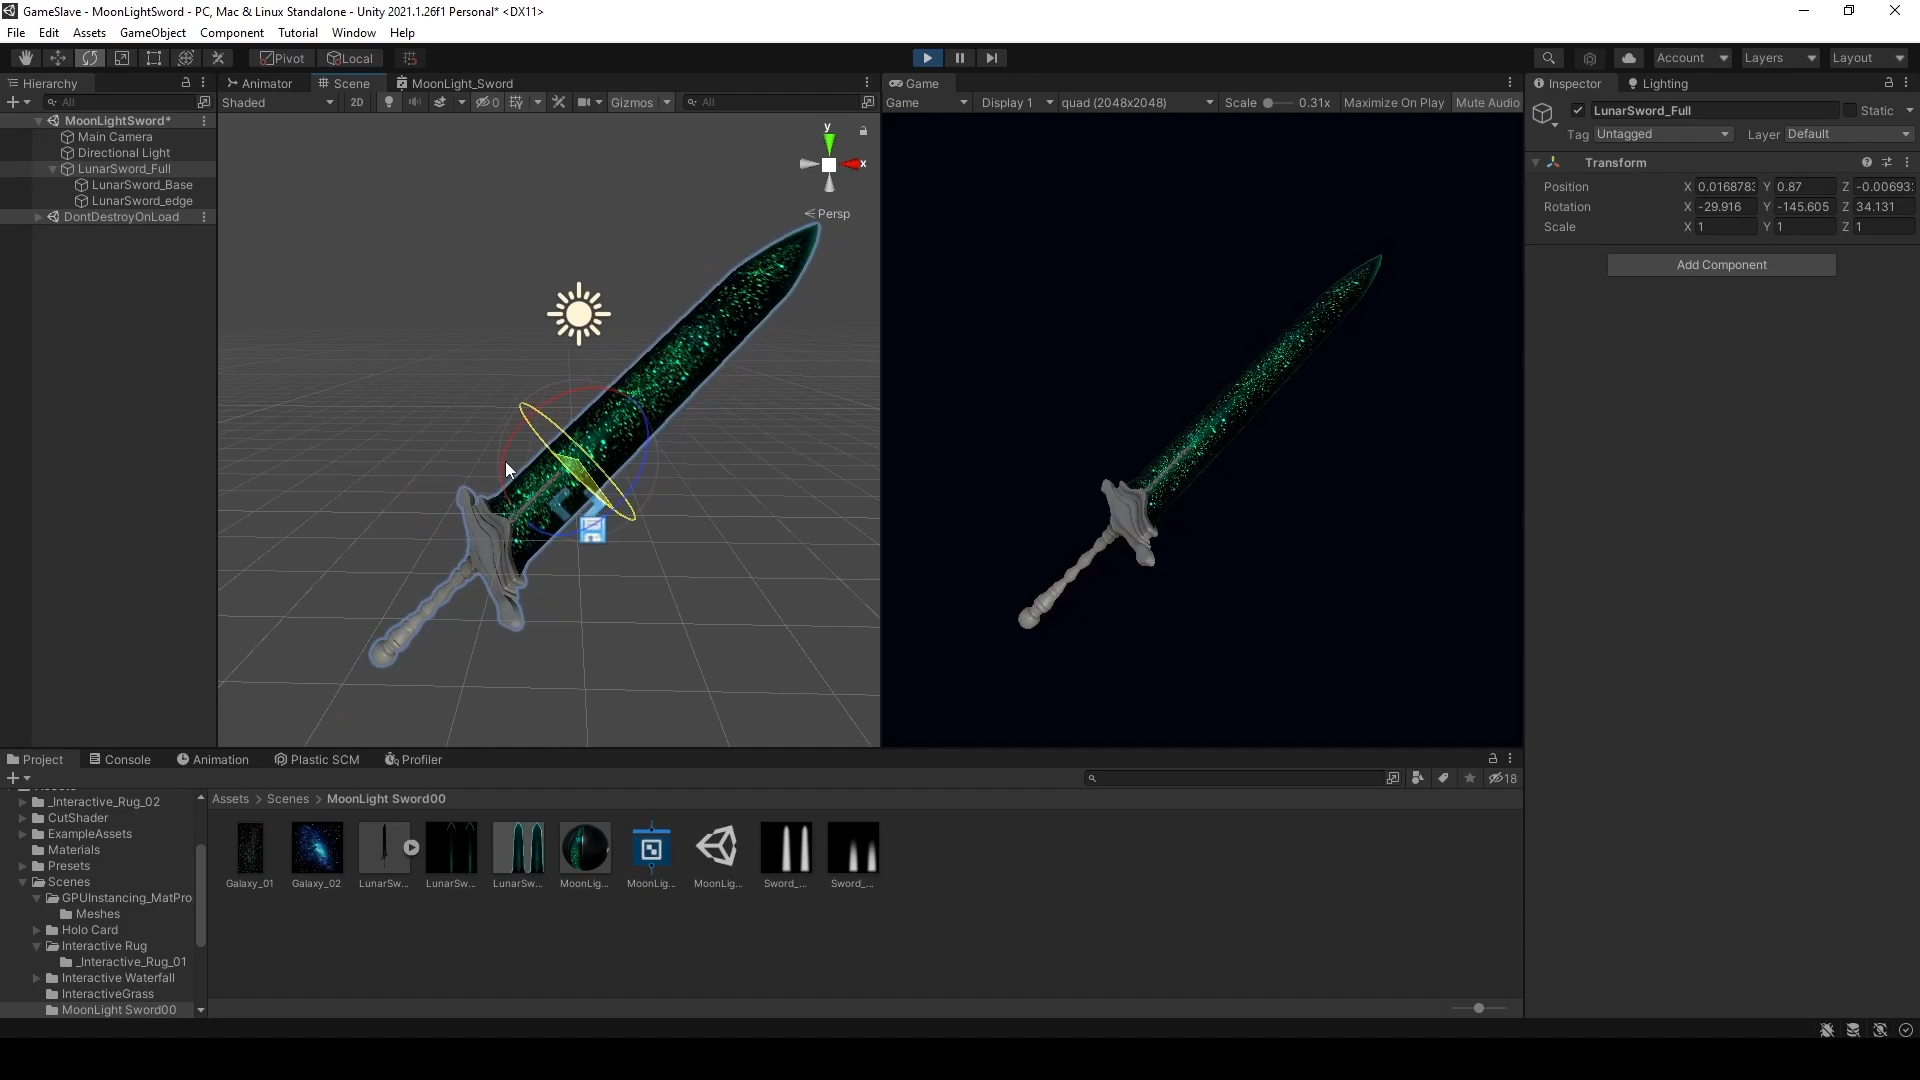 GameSlave - MoonLightSword - PC, Mac & Linux Standalone - Unity 2021.1.26f1 Personal* <DX11>
File Edit Assets GameObject Component Tutorial Window Help
Pivot Local Account Layers Layout
Hierarchy Animator Scene MoonLight_Sword Game Inspector Lighting
All Shaded 2D 0 Gizmos All Game Display 1 quad (2048x2048) Scale 0.31x Maximize On Play Mute Audio
LunarSword_Full Static
Tag Untagged Layer Default
MoonLightSword*
Main Camera
Directional Light
LunarSword_Full
LunarSword_Base
LunarSword_edge
DontDestroyOnLoad
y
x
Persp
Transform
Position X 0.016878 Y 0.87 Z -0.00693
Rotation X -29.916 Y -145.605 Z 34.131
Scale X 1 Y 1 Z 1
Add Component
Project Console Animation Plastic SCM Profiler
18
Assets > Scenes > MoonLight Sword00
_Interactive_Rug_02
CutShader
ExampleAssets
Materials
Presets
Scenes
GPUInstancing_MatPro
Meshes
Holo Card
Interactive Rug
_Interactive_Rug_01
Interactive Waterfall
InteractiveGrass
MoonLight Sword00
Galaxy_01 Galaxy_02 LunarSw... LunarSw... LunarSw... MoonLig... MoonLig... MoonLig... Sword_... Sword_...